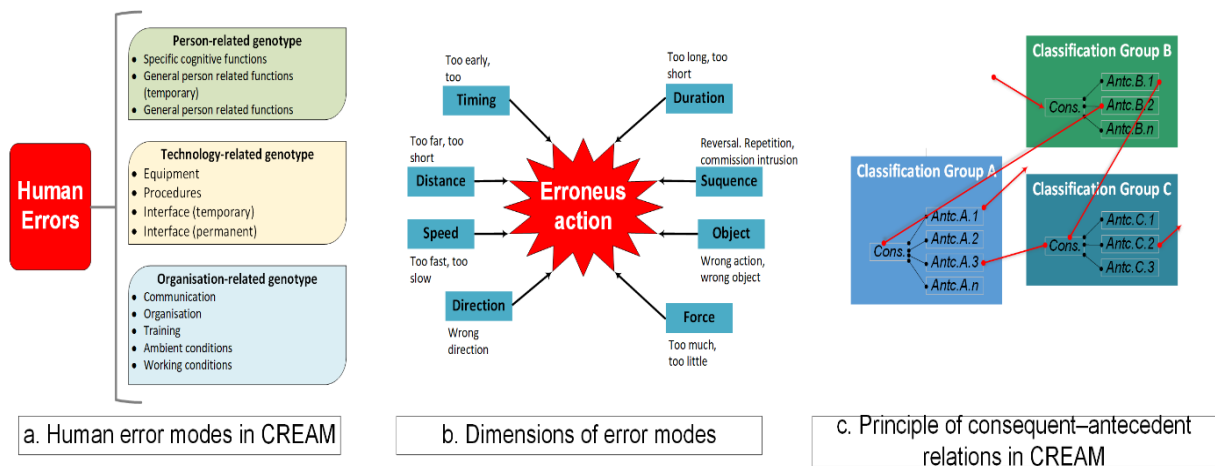 Human
Errors
Person-related genotype
• Specific cognitive functions
• General person related functions
(temporary)
• General person related functions
Technology-related genotype
• Equipment
• Procedures
• Interface (temporary)
• Interface (permanent)
Organisation-related genotype
• Communication
• Organisation
• Training
• Ambient conditions
• Working conditions
a. Human error modes in CREAM
Too early,
too
Timing
Too long, too
short
Duration
Too far, too
short
Distance
Reversal. Repetition,
commission intrusion
Suquence
Erroneus
action
Speed
Too fast, too
slow
Object
Wrong action,
wrong object
Direction
Wrong
direction
Force
Too much,
too little
b. Dimensions of error modes
Classification Group B
Cons.
Antc.B.1
Antc.B.2
Antc.B.n
Classification Group A
Cons.
Antc.A.1
Antc.A.2
Antc.A.3
Antc.A.n
Classification Group C
Cons.
Antc.C.1
Antc.C.2
Antc.C.3
c. Principle of consequent–antecedent
relations in CREAM